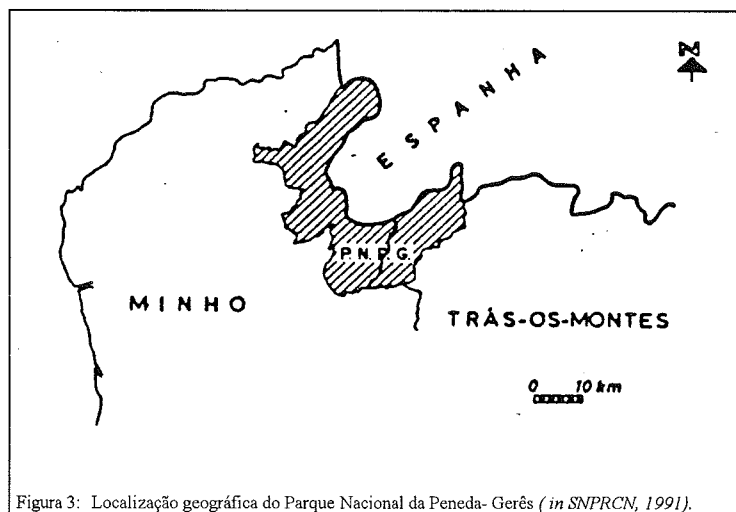 N
ESPANHA
P. N. P. G.
MINHO
TRÁS-OS-MONTES
0 10 km
Figura 3: Localização geográfica do Parque Nacional da Peneda- Gerês ( in SNPRCN, 1991).